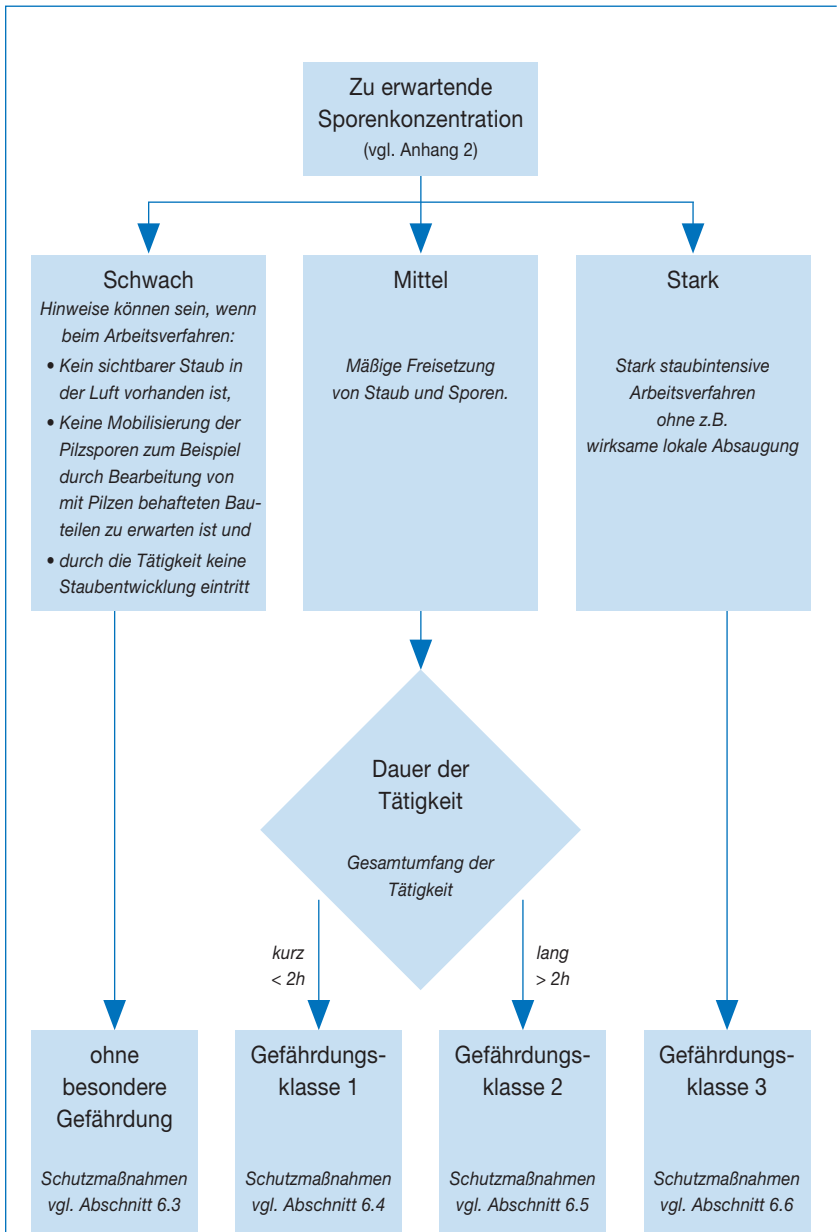 Zu erwartende
Sporenkonzentration
(vgl. Anhang 2)
Schwach
Hinweise können sein, wenn
beim Arbeitsverfahren:
• Kein sichtbarer Staub in
der Luft vorhanden ist,
• Keine Mobilisierung der
Pilzsporen zum Beispiel
durch Bearbeitung von
mit Pilzen behafteten Bau-
teilen zu erwarten ist und
• durch die Tätigkeit keine
Staubentwicklung eintritt
Mittel
Mäßige Freisetzung
von Staub und Sporen.
Stark
Stark staubintensive
Arbeitsverfahren
ohne z.B.
wirksame lokale Absaugung
Dauer der
Tätigkeit
Gesamtumfang der
Tätigkeit
kurz
< 2h
lang
> 2h
ohne
besondere
Gefährdung
Schutzmaßnahmen
vgl. Abschnitt 6.3
Gefährdungs-
klasse 1
Schutzmaßnahmen
vgl. Abschnitt 6.4
Gefährdungs-
klasse 2
Schutzmaßnahmen
vgl. Abschnitt 6.5
Gefährdungs-
klasse 3
Schutzmaßnahmen
vgl. Abschnitt 6.6